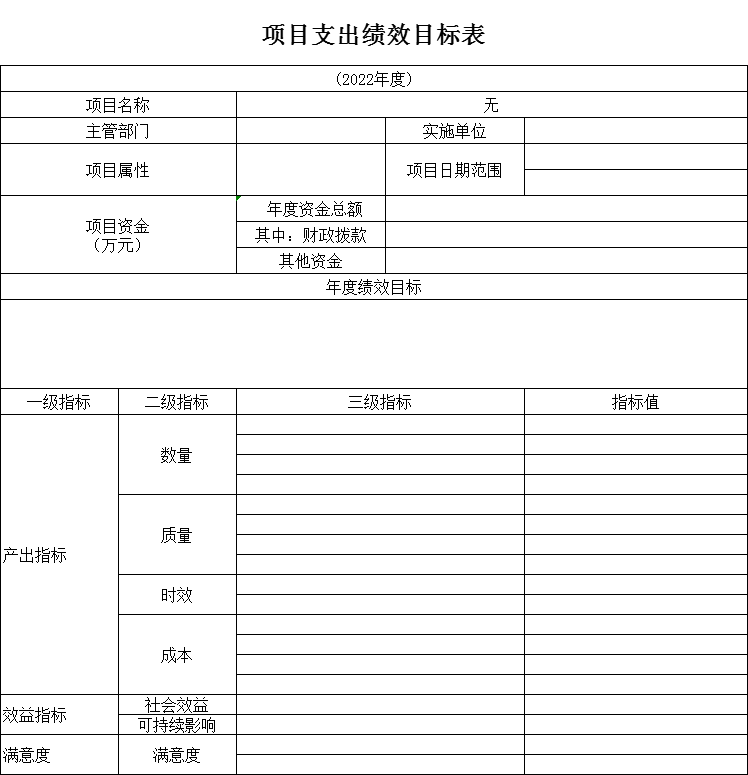 项目支出绩效目标表
（2022年度）
项目名称 无
主管部门 实施单位
项目属性 项目日期范围
项目资金
（万元）
年度资金总额
其中：财政拨款
其他资金
年度绩效目标
一级指标 二级指标 三级指标 指标值
产出指标
数量
质量
时效
成本
效益指标
社会效益
可持续影响
满意度 满意度